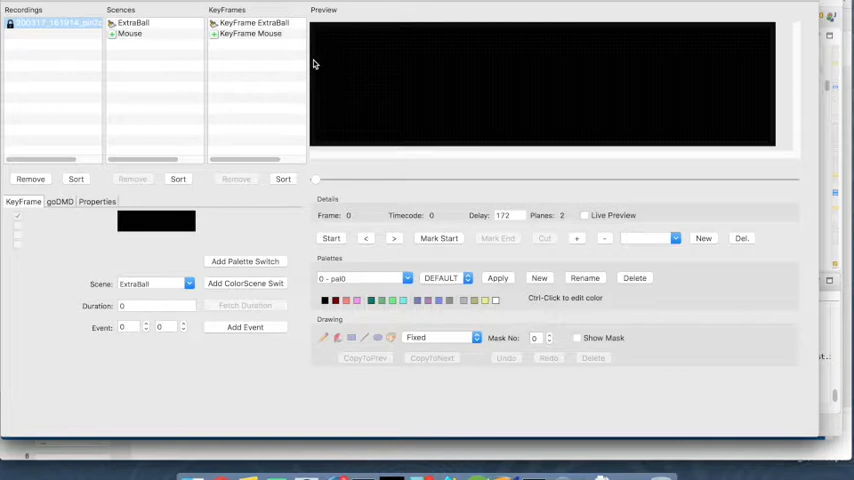 Recordings Scences KeyFrames Preview
ExtraBall KeyFrame ExtraBall
Mouse KeyFrame Mouse
Remove Sort Remove Sort Remove Sort
KeyFrame goDMD Properties
Details
Frame: 0 Timecode: 0 Delay: 172 Planes: 2 Live Preview
Start < > Mark Start Mark End Cut + - New Del.
Palettes
Add Palette Switch
0 - pal0 DEFAULT Apply New Rename Delete
Scene: ExtraBall Add ColorScene Swit
Ctrl-Click to edit color
Duration: 0 Fetch Duration
Drawing
Event: 0 0 Add Event
Fixed Mask No: 0 Show Mask
CopyToPrev CopyToNext Undo Redo Delete